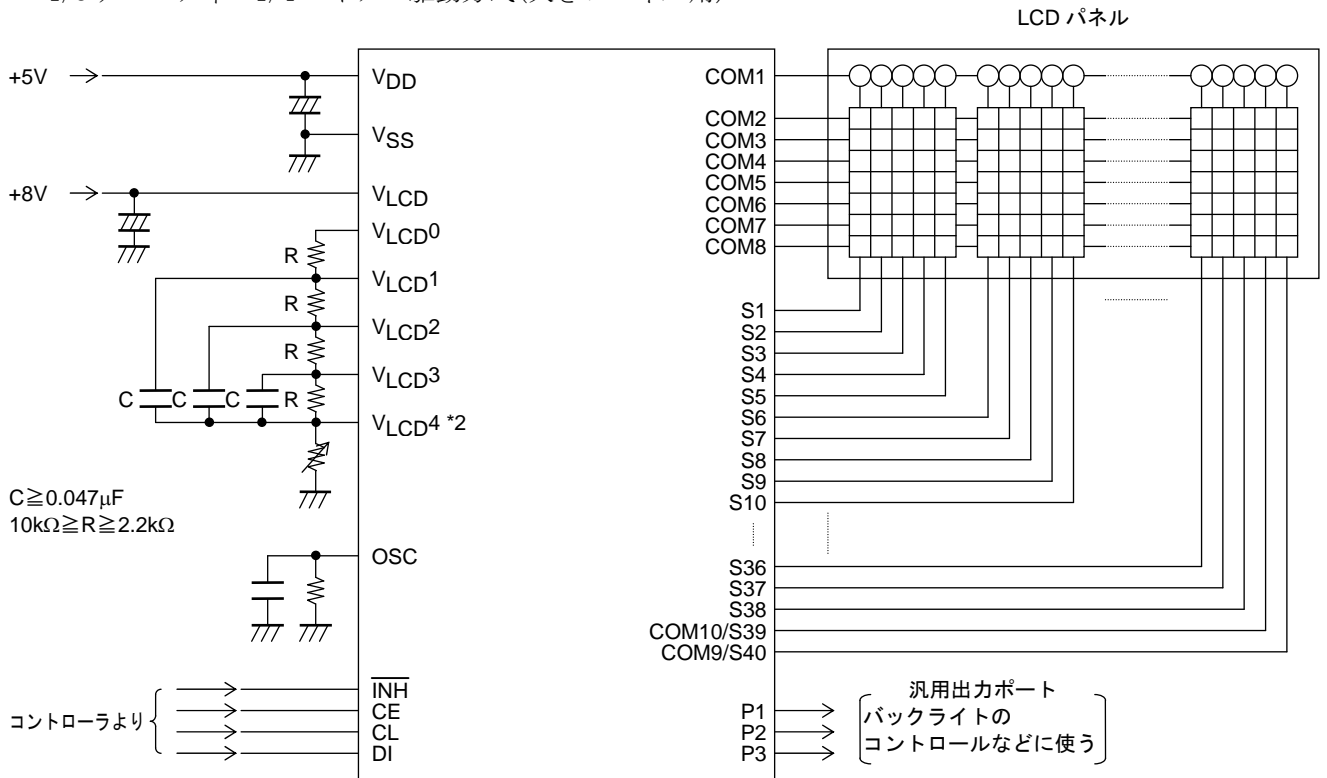 LCD パネル
+5V
VDD
VSS
+8V
VLCD
VLCD0
R
VLCD1
R
VLCD2
R
VLCD3
C
C
C
R
VLCD4 *2
C≧0.047μF
10kΩ≧R≧2.2kΩ
OSC
コントローラより
INH
CE
CL
DI
COM1
COM2
COM3
COM4
COM5
COM6
COM7
COM8
S1
S2
S3
S4
S5
S6
S7
S8
S9
S10
S36
S37
S38
COM10/S39
COM9/S40
P1
P2
P3
汎用出力ポート
バックライトの
コントロールなどに使う